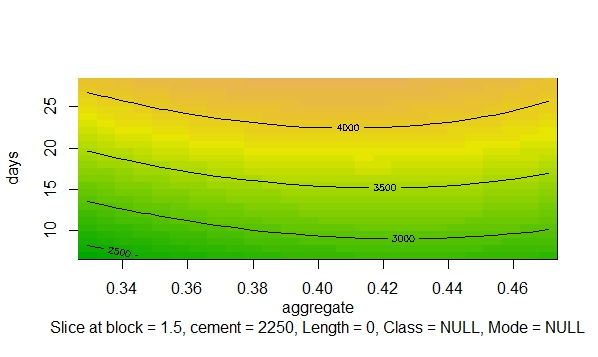 4000
3500
3000
2500
days
25
20
15
10
0.34 0.36 0.38 0.40 0.42 0.44 0.46
aggregate
Slice at block = 1.5, cement = 2250, Length = 0, Class = NULL, Mode = NULL